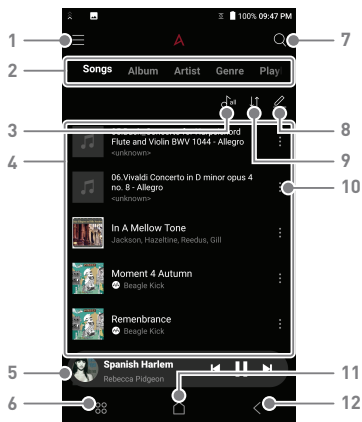 100% 09:47 PM
1
7
2
Songs Album Artist Genre Play
all
3
8
4
9
Flute and Violin BWV 1044 - Allegro
<unknown>
06.Vivaldi Concerto in D minor opus 4
no. 8 - Allegro
<unknown>
10
In A Mellow Tone
Jackson, Hazeltine, Reedus, Gill
Moment 4 Autumn
Beagle Kick
Remenbrance
Beagle Kick
5
Spanish Harlem
Rebecca Pidgeon
11
6
12